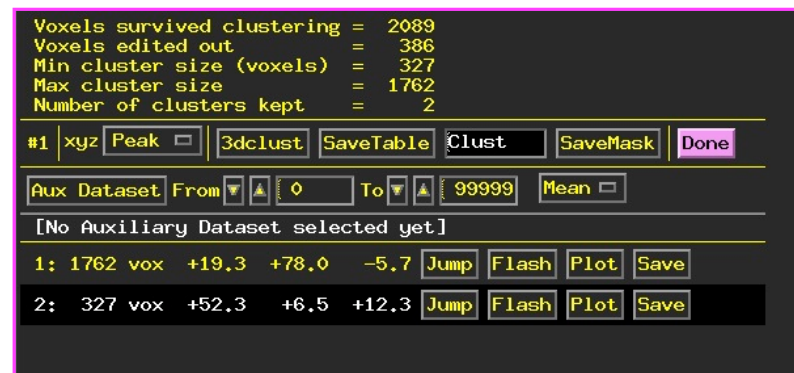 Voxels survived clustering = 2089
Voxels edited out = 386
Min cluster size (voxels) = 327
Max cluster size = 1762
Number of clusters kept = 2
#1 xyz Peak 3dclust SaveTable Clust SaveMask Done
Aux Dataset From 0 To 99999 Mean
[No Auxiliary Dataset selected yet]
1: 1762 vox +19.3 +78.0 -5.7 Jump Flash Plot Save
2: 327 vox +52.3 +6.5 +12.3 Jump Flash Plot Save